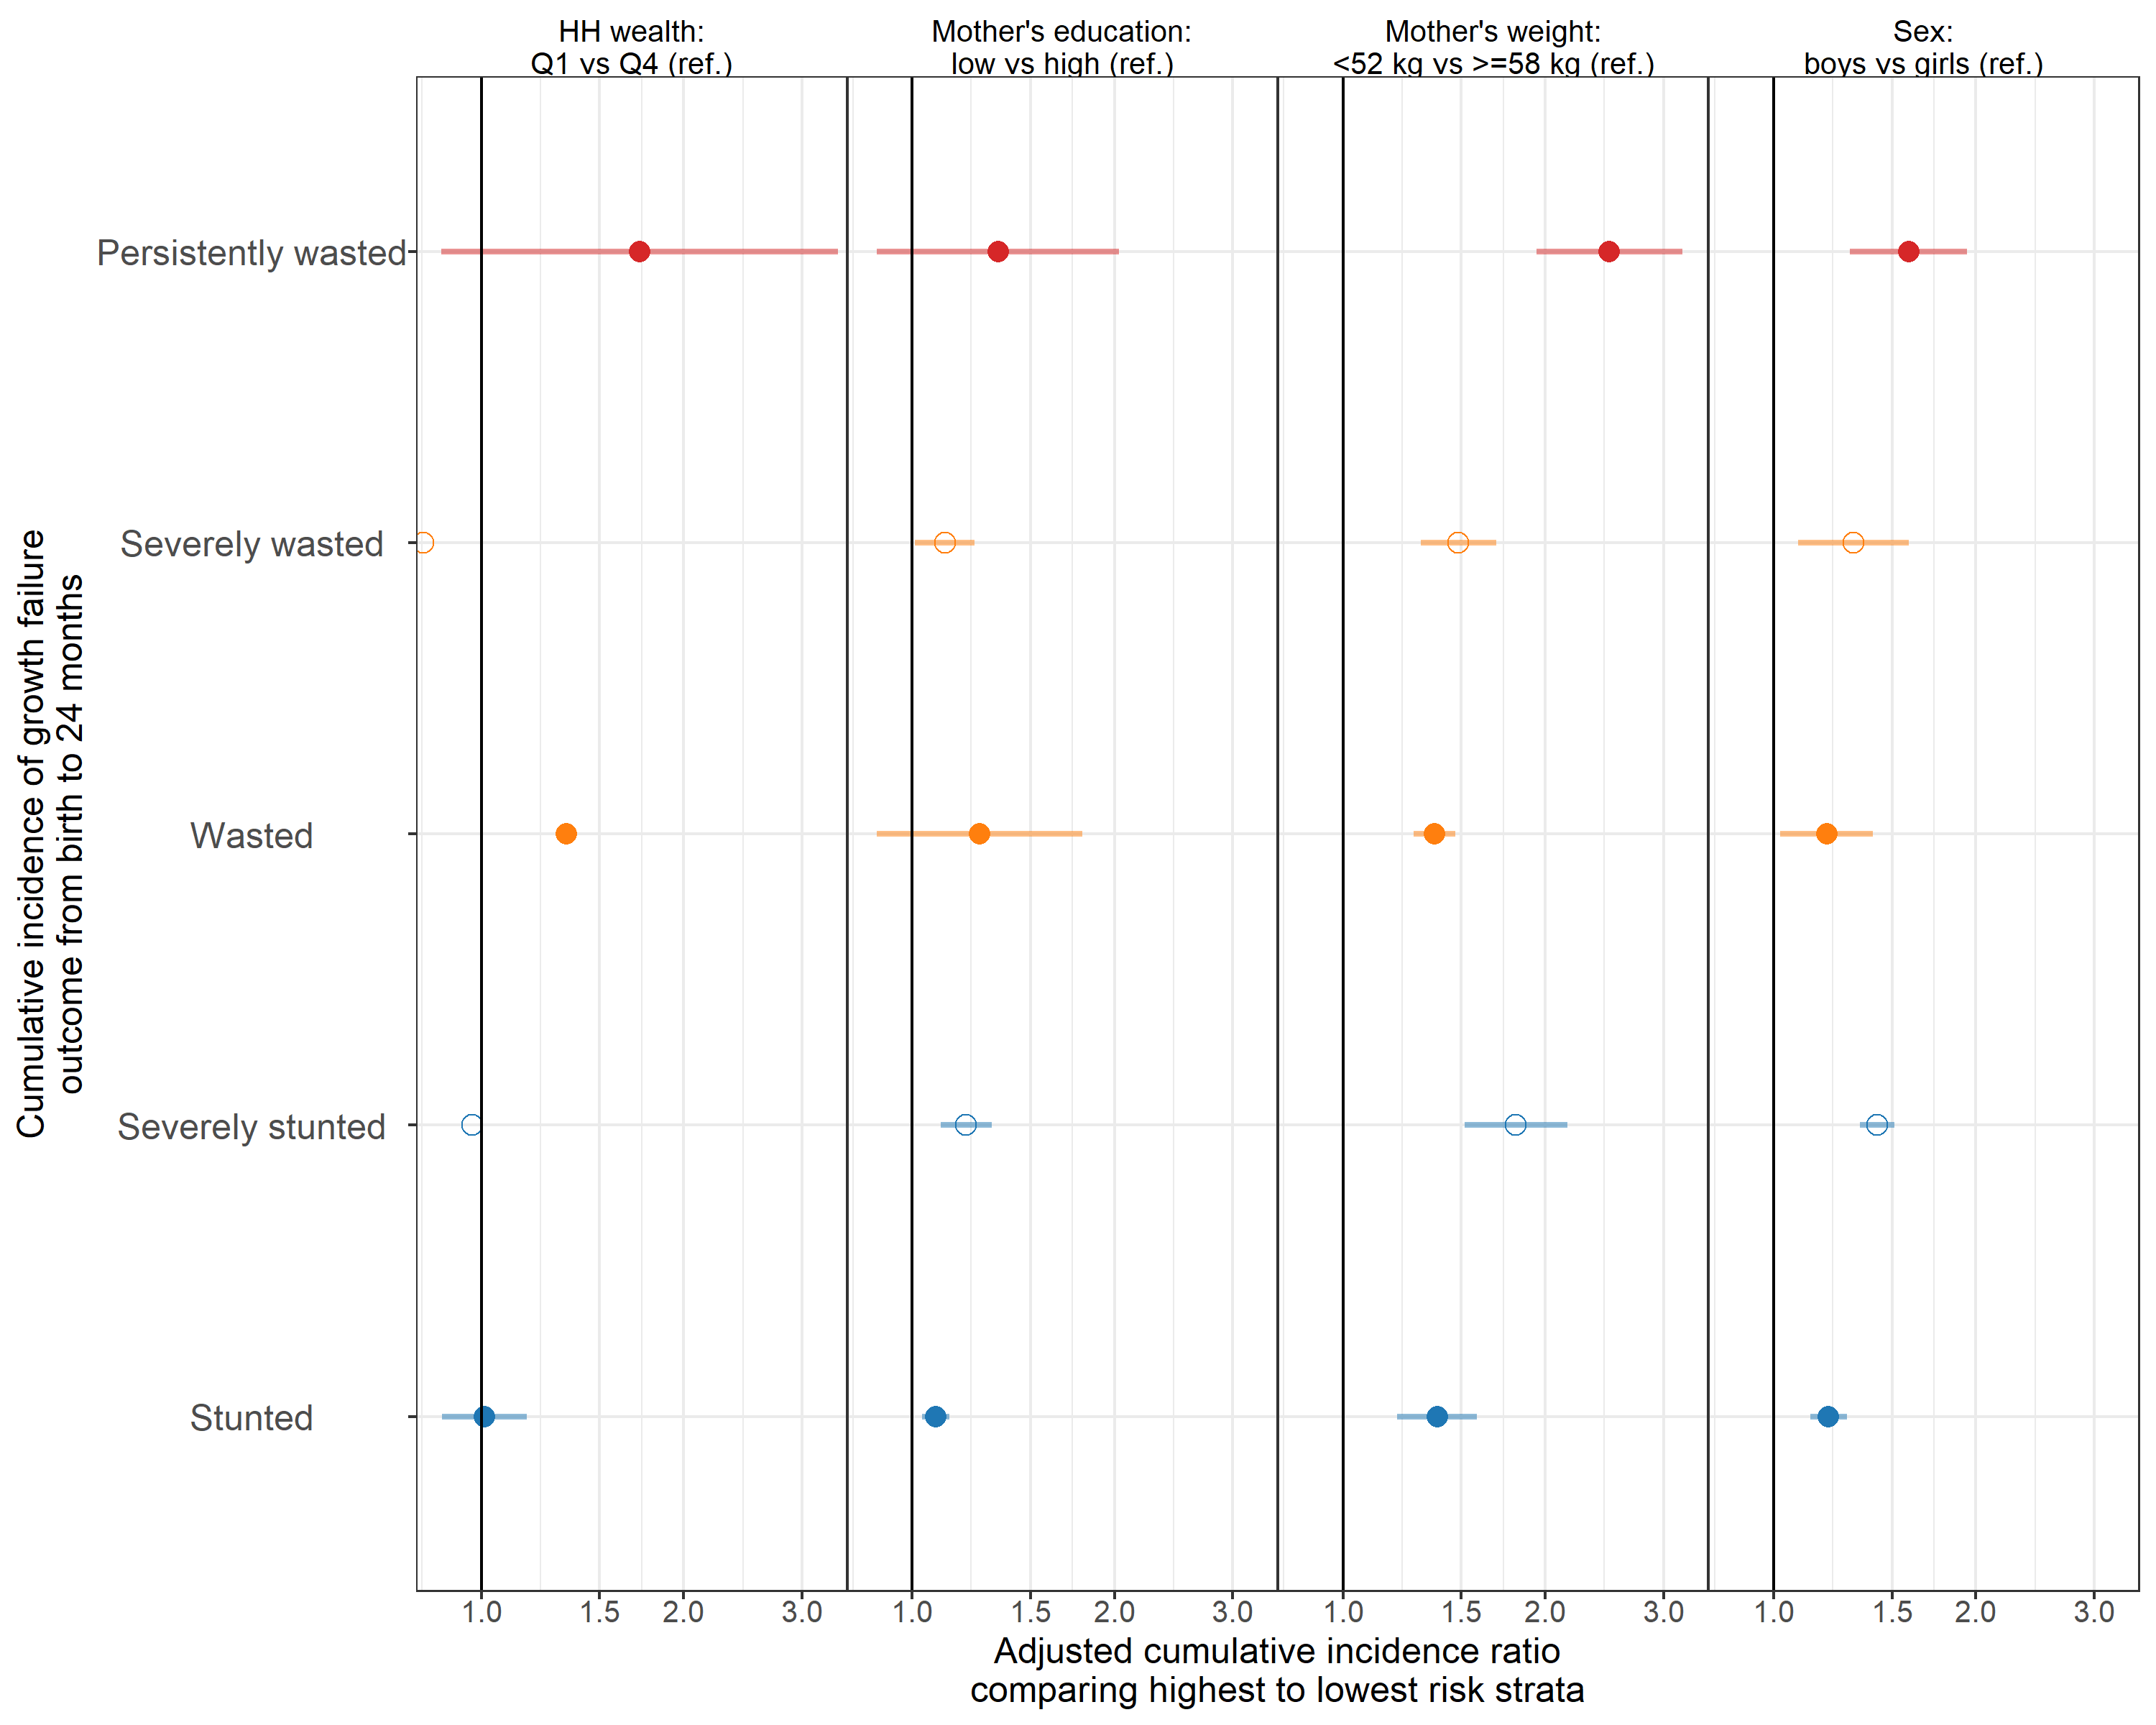 HH wealth:
Q1 vs Q4 (ref.)
Mother's education:
low vs high (ref.)
Mother's weight:
<52 kg vs >=58 kg (ref.)
Sex:
boys vs girls (ref.)
Cumulative incidence of growth failure
outcome from birth to 24 months
Persistently wasted
Severely wasted
Wasted
Severely stunted
Stunted
1.0 1.5 2.0 3.0 1.0 1.5 2.0 3.0 1.0 1.5 2.0 3.0 1.0 1.5 2.0 3.0
Adjusted cumulative incidence ratio
comparing highest to lowest risk strata